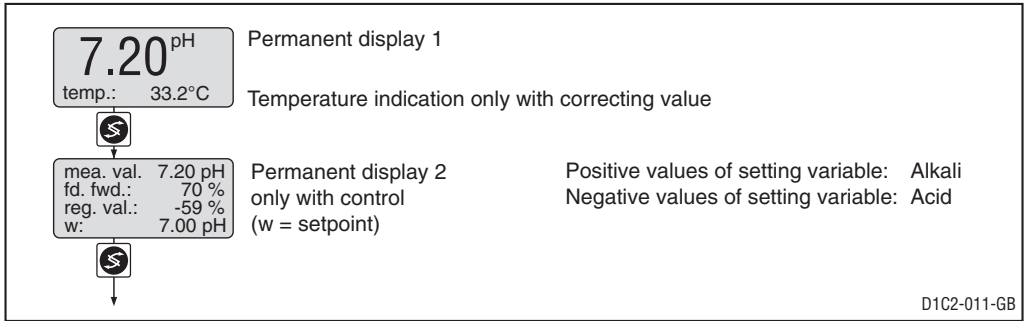 7.20 pH
Permanent display 1
temp.: 33.2°C
Temperature indication only with correcting value
mea. val. 7.20 pH
fd. fwd.: 70 %
reg. val.: -59 %
w: 7.00 pH
Permanent display 2
only with control
(w = setpoint)
Positive values of setting variable: Alkali
Negative values of setting variable: Acid
D1C2-011-GB